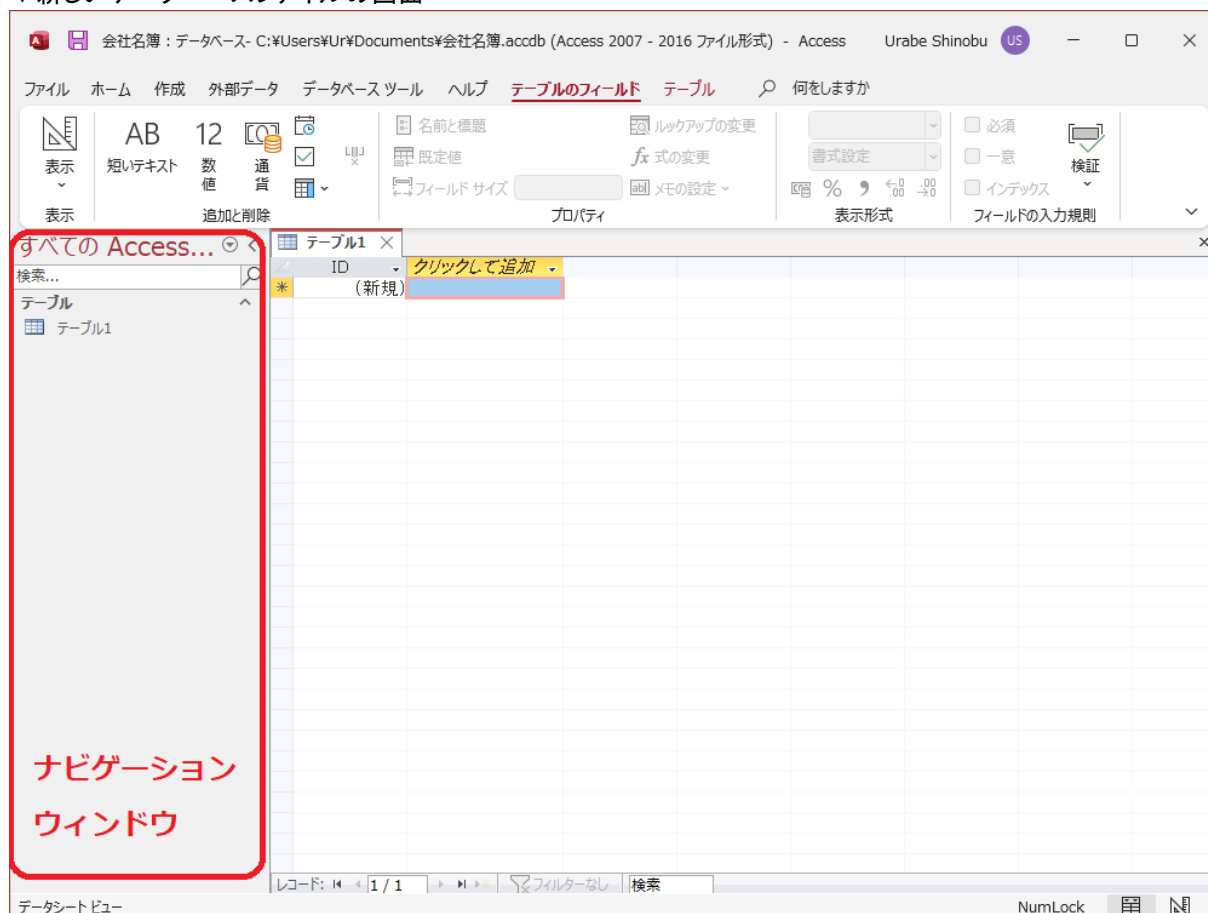 会社名簿：データベース- C:¥Users¥Ur¥Documents¥会社名簿.accdb (Access 2007 - 2016 ファイル形式) - Access Urabe Shinobu US
ファイル ホーム 作成 外部データ データベース ツール ヘルプ テーブルのフィールド テーブル 何をしますか
表示
AB 短いテキスト
12 数値
通貨
名前と標題
既定値
フィールド サイズ
ルックアップの変更
fx 式の変更
ab| メモの設定
書式設定
% 9 .00
必須
一意
インデックス
検証
表示 追加と削除 プロパティ 表示形式 フィールドの入力規則
すべての Access...
検索...
テーブル
テーブル1
テーブル1
ID クリックして追加
* (新規)
ナビゲーション
ウィンドウ
レコード: 1 / 1 フィルターなし 検索
データシート ビュー NumLock